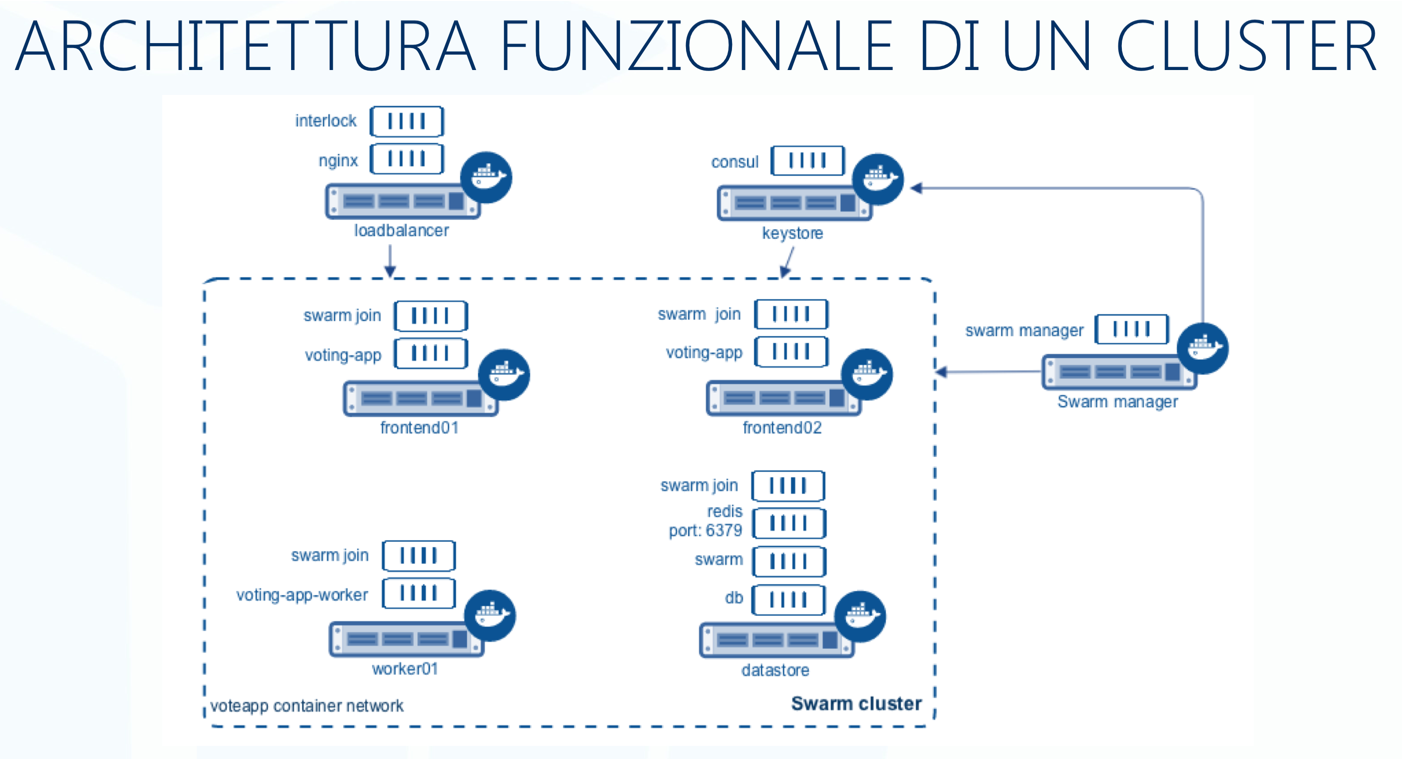 ARCHITETTURA FUNZIONALE DI UN CLUSTER
interlock
nginx
loadbalancer
consul
keystore
swarm join
voting-app
frontend01
swarm join
voting-app
frontend02
swarm manager
Swarm manager
swarm join
voting-app-worker
worker01
swarm join
redis
port: 6379
swarm
db
datastore
voteapp container network
Swarm cluster